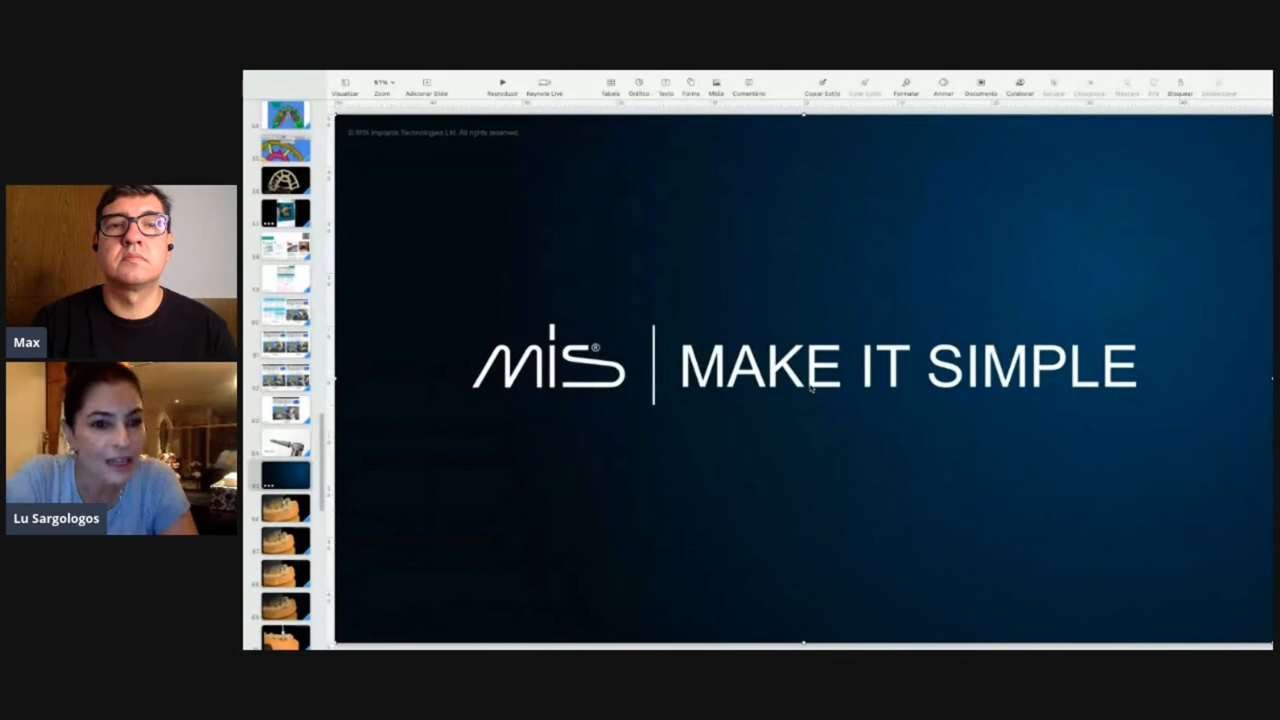 Visualizar Zoom Adicionar Slide Reproduzir Keynote Live Tabela Gráfico Texto Forma Mídia Comentário Copiar Estilo Colar Estilo Formatar Animar Documento Colaborar Bloquear
© MIS Implants Technologies Ltd. All rights reserved.
MIS® MAKE IT SIMPLE
Max
Lu Sargologos